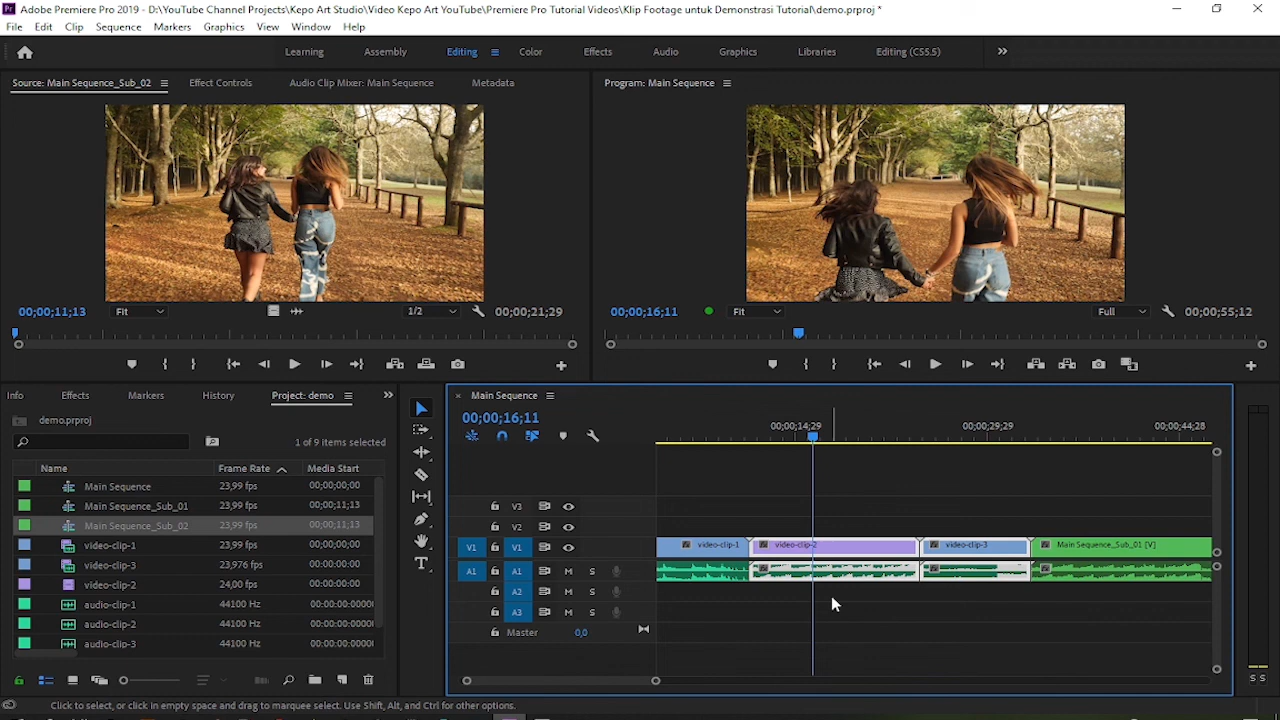 Adobe Premiere Pro 2019 - D:\YouTube Channel Projects\Kepo Art Studio\Video Kepo Art YouTube\Premiere Pro Tutorial Videos\Klip Footage untuk Demonstrasi Tutorial\demo.prproj *
File Edit Clip Sequence Markers Graphics View Window Help
Learning Assembly Editing Color Effects Audio Graphics Libraries Editing (CS5.5)
Source: Main Sequence_Sub_02 Effect Controls Audio Clip Mixer: Main Sequence Metadata
Program: Main Sequence
00;00;11;13 Fit 1/2 00;00;21;29
00;00;16;11 Fit Full 00;00;55;12
Info Effects Markers History Project: demo
demo.prproj
1 of 9 items selected
Name Frame Rate Media Start
Main Sequence 23,99 fps 00;00;00;00
Main Sequence_Sub_01 23,99 fps 00;00;11;13
Main Sequence_Sub_02 23,99 fps 00;00;11;13
video-clip-1 23,99 fps 00;00;00;00
video-clip-3 23,976 fps 00:00:00:00
video-clip-2 24,00 fps 00:00:00:00
audio-clip-1 44100 Hz 00:00:00:0000
audio-clip-2 44100 Hz 00:00:00:0000
audio-clip-3 44100 Hz 00:00:00:0000
Main Sequence
00;00;16;11
00;00;14;29 00;00;29;29 00;00;44;28
V3
V2
V1 V1 video-clip-1 video-clip-2 video-clip-3 Main Sequence_Sub_01 [V]
A1 A1 M S
A2 M S
A3 M S
Master 0,0
S S
Click to select, or click in empty space and drag to marquee select. Use Shift, Alt, and Ctrl for other options.